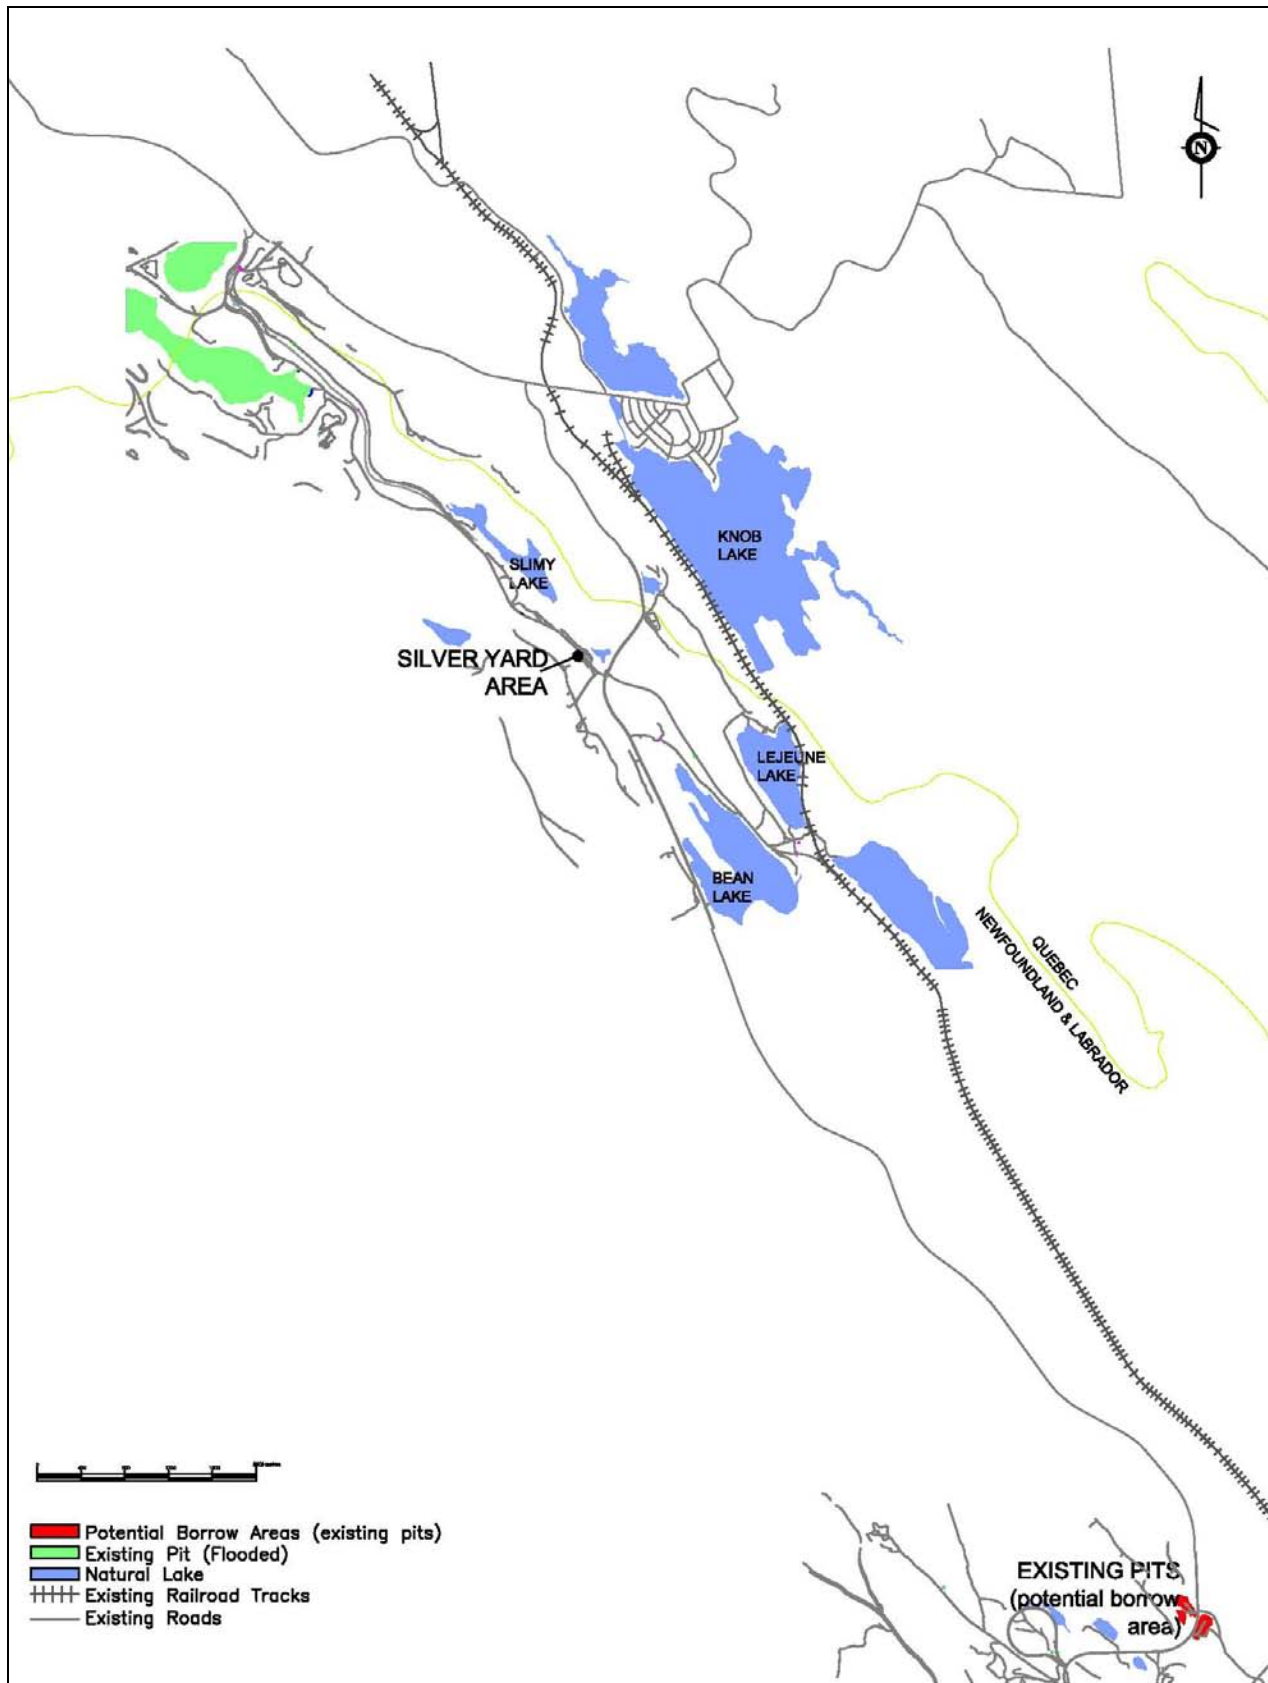 N
KNOB
LAKE
SLIMY
LAKE
SILVER YARD
AREA
LEJEUNE
LAKE
BEAN
LAKE
QUEBEC
NEWFOUNDLAND & LABRADOR
Potential Borrow Areas (existing pits)
Existing Pit (Flooded)
Natural Lake
Existing Railroad Tracks
Existing Roads
EXISTING PITS
(potential borrow
area)